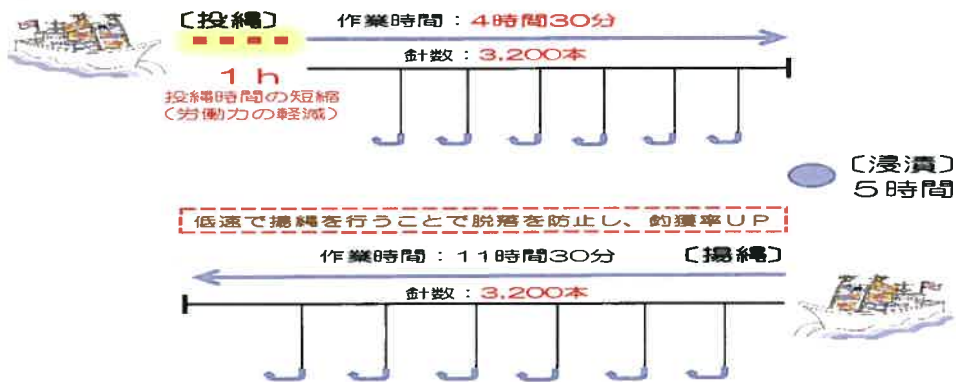 〔投縄〕
作業時間：4時間30分
針数：3,200本
1h
投縄時間の短縮
(労働力の軽減)
〔浸漬〕
5時間
低速で揚縄を行うことで脱落を防止し、釣獲率UP
作業時間：11時間30分
〔揚縄〕
針数：3,200本